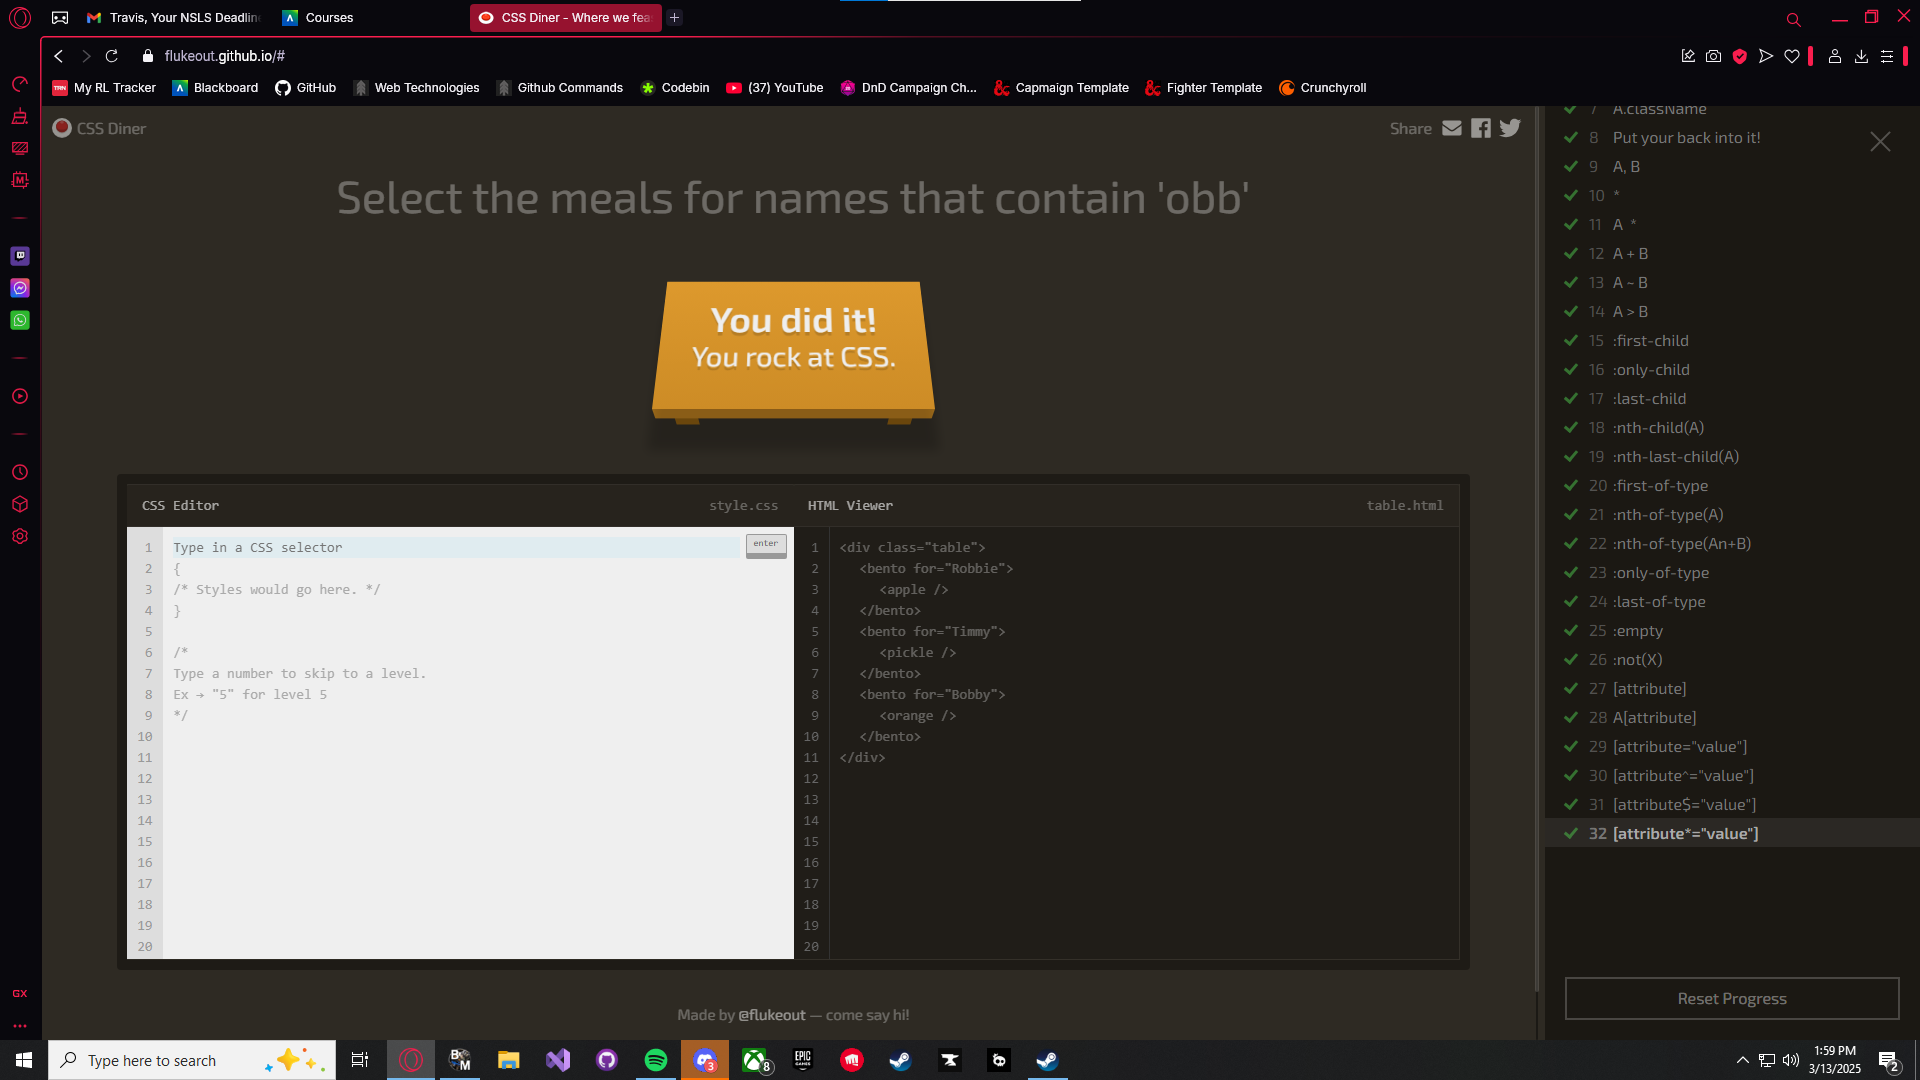 Travis, Your NSLS Deadlin
Courses
CSS Diner - Where we fea
flukeout.github.io/#
My RL Tracker
Blackboard
GitHub
Web Technologies
Github Commands
Codebin
(37) YouTube
DnD Campaign Ch...
Capmaign Template
Fighter Template
Crunchyroll
CSS Diner
Share
Select the meals for names that contain 'obb'
You did it!
You rock at CSS.
CSS Editor
style.css
HTML Viewer
table.html
1 Type in a CSS selector
enter
2 {
3 /* Styles would go here. */
4 }
5
6 /*
7 Type a number to skip to a level.
8 Ex → "5" for level 5
9 */
10
11
12
13
14
15
16
17
18
19
20
1 <div class="table">
2 <bento for="Robbie">
3 <apple />
4 </bento>
5 <bento for="Timmy">
6 <pickle />
7 </bento>
8 <bento for="Bobby">
9 <orange />
10 </bento>
11 </div>
12
13
14
15
16
17
18
19
20
Made by @flukeout — come say hi!
7 A.className
8 Put your back into it!
9 A, B
10 *
11 A *
12 A + B
13 A ~ B
14 A > B
15 :first-child
16 :only-child
17 :last-child
18 :nth-child(A)
19 :nth-last-child(A)
20 :first-of-type
21 :nth-of-type(A)
22 :nth-of-type(An+B)
23 :only-of-type
24 :last-of-type
25 :empty
26 :not(X)
27 [attribute]
28 A[attribute]
29 [attribute="value"]
30 [attribute^="value"]
31 [attribute$="value"]
32 [attribute*="value"]
Reset Progress
GX
Type here to search
3
8
EPIC GAMES
1:59 PM
3/13/2025
2